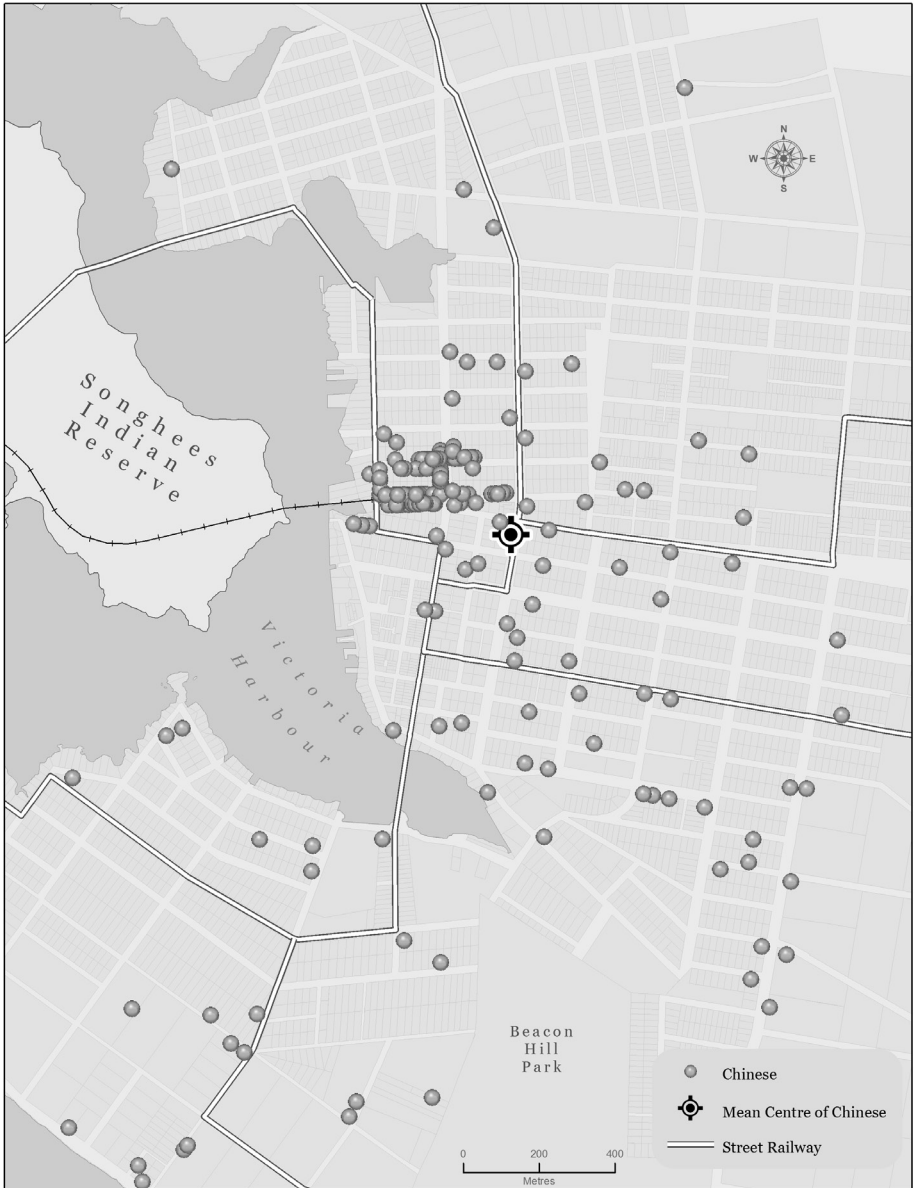 N
W E
S
Songhees
Indian
Reserve
Victoria
Harbour
Beacon
Hill
Park
Chinese
Mean Centre of Chinese
Street Railway
0 200 400
Metres